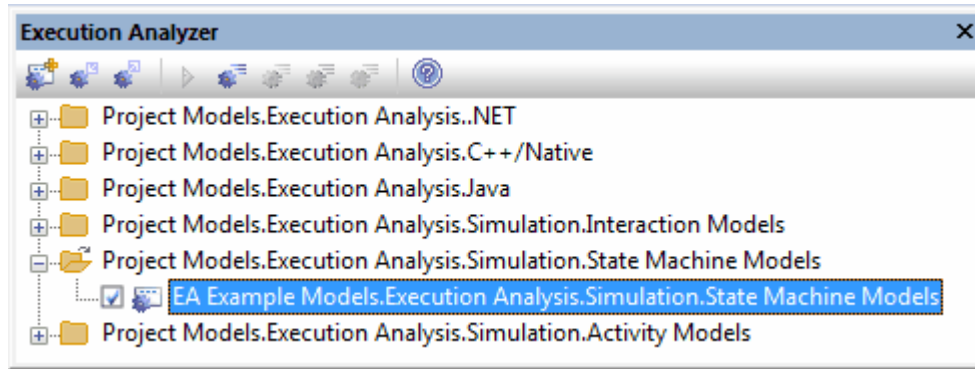 Execution Analyzer
Project Models.Execution Analysis..NET
Project Models.Execution Analysis.C++/Native
Project Models.Execution Analysis.Java
Project Models.Execution Analysis.Simulation.Interaction Models
Project Models.Execution Analysis.Simulation.State Machine Models
EA Example Models.Execution Analysis.Simulation.State Machine Models
Project Models.Execution Analysis.Simulation.Activity Models